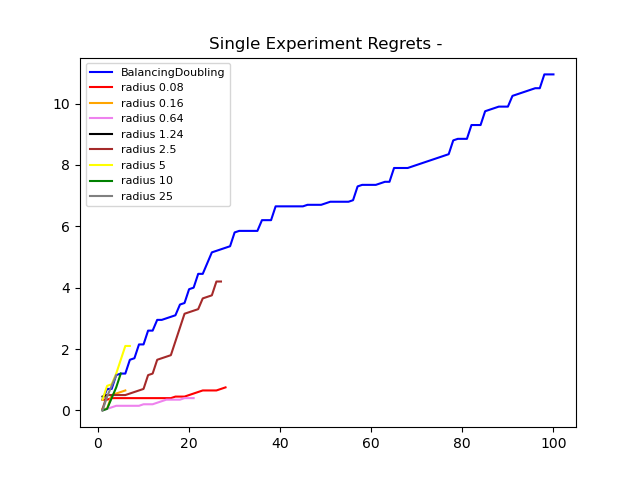 Single Experiment Regrets -
BalancingDoubling
radius 0.08
radius 0.16
radius 0.64
radius 1.24
radius 2.5
radius 5
radius 10
radius 25
10
8
6
4
2
0
0 20 40 60 80 100